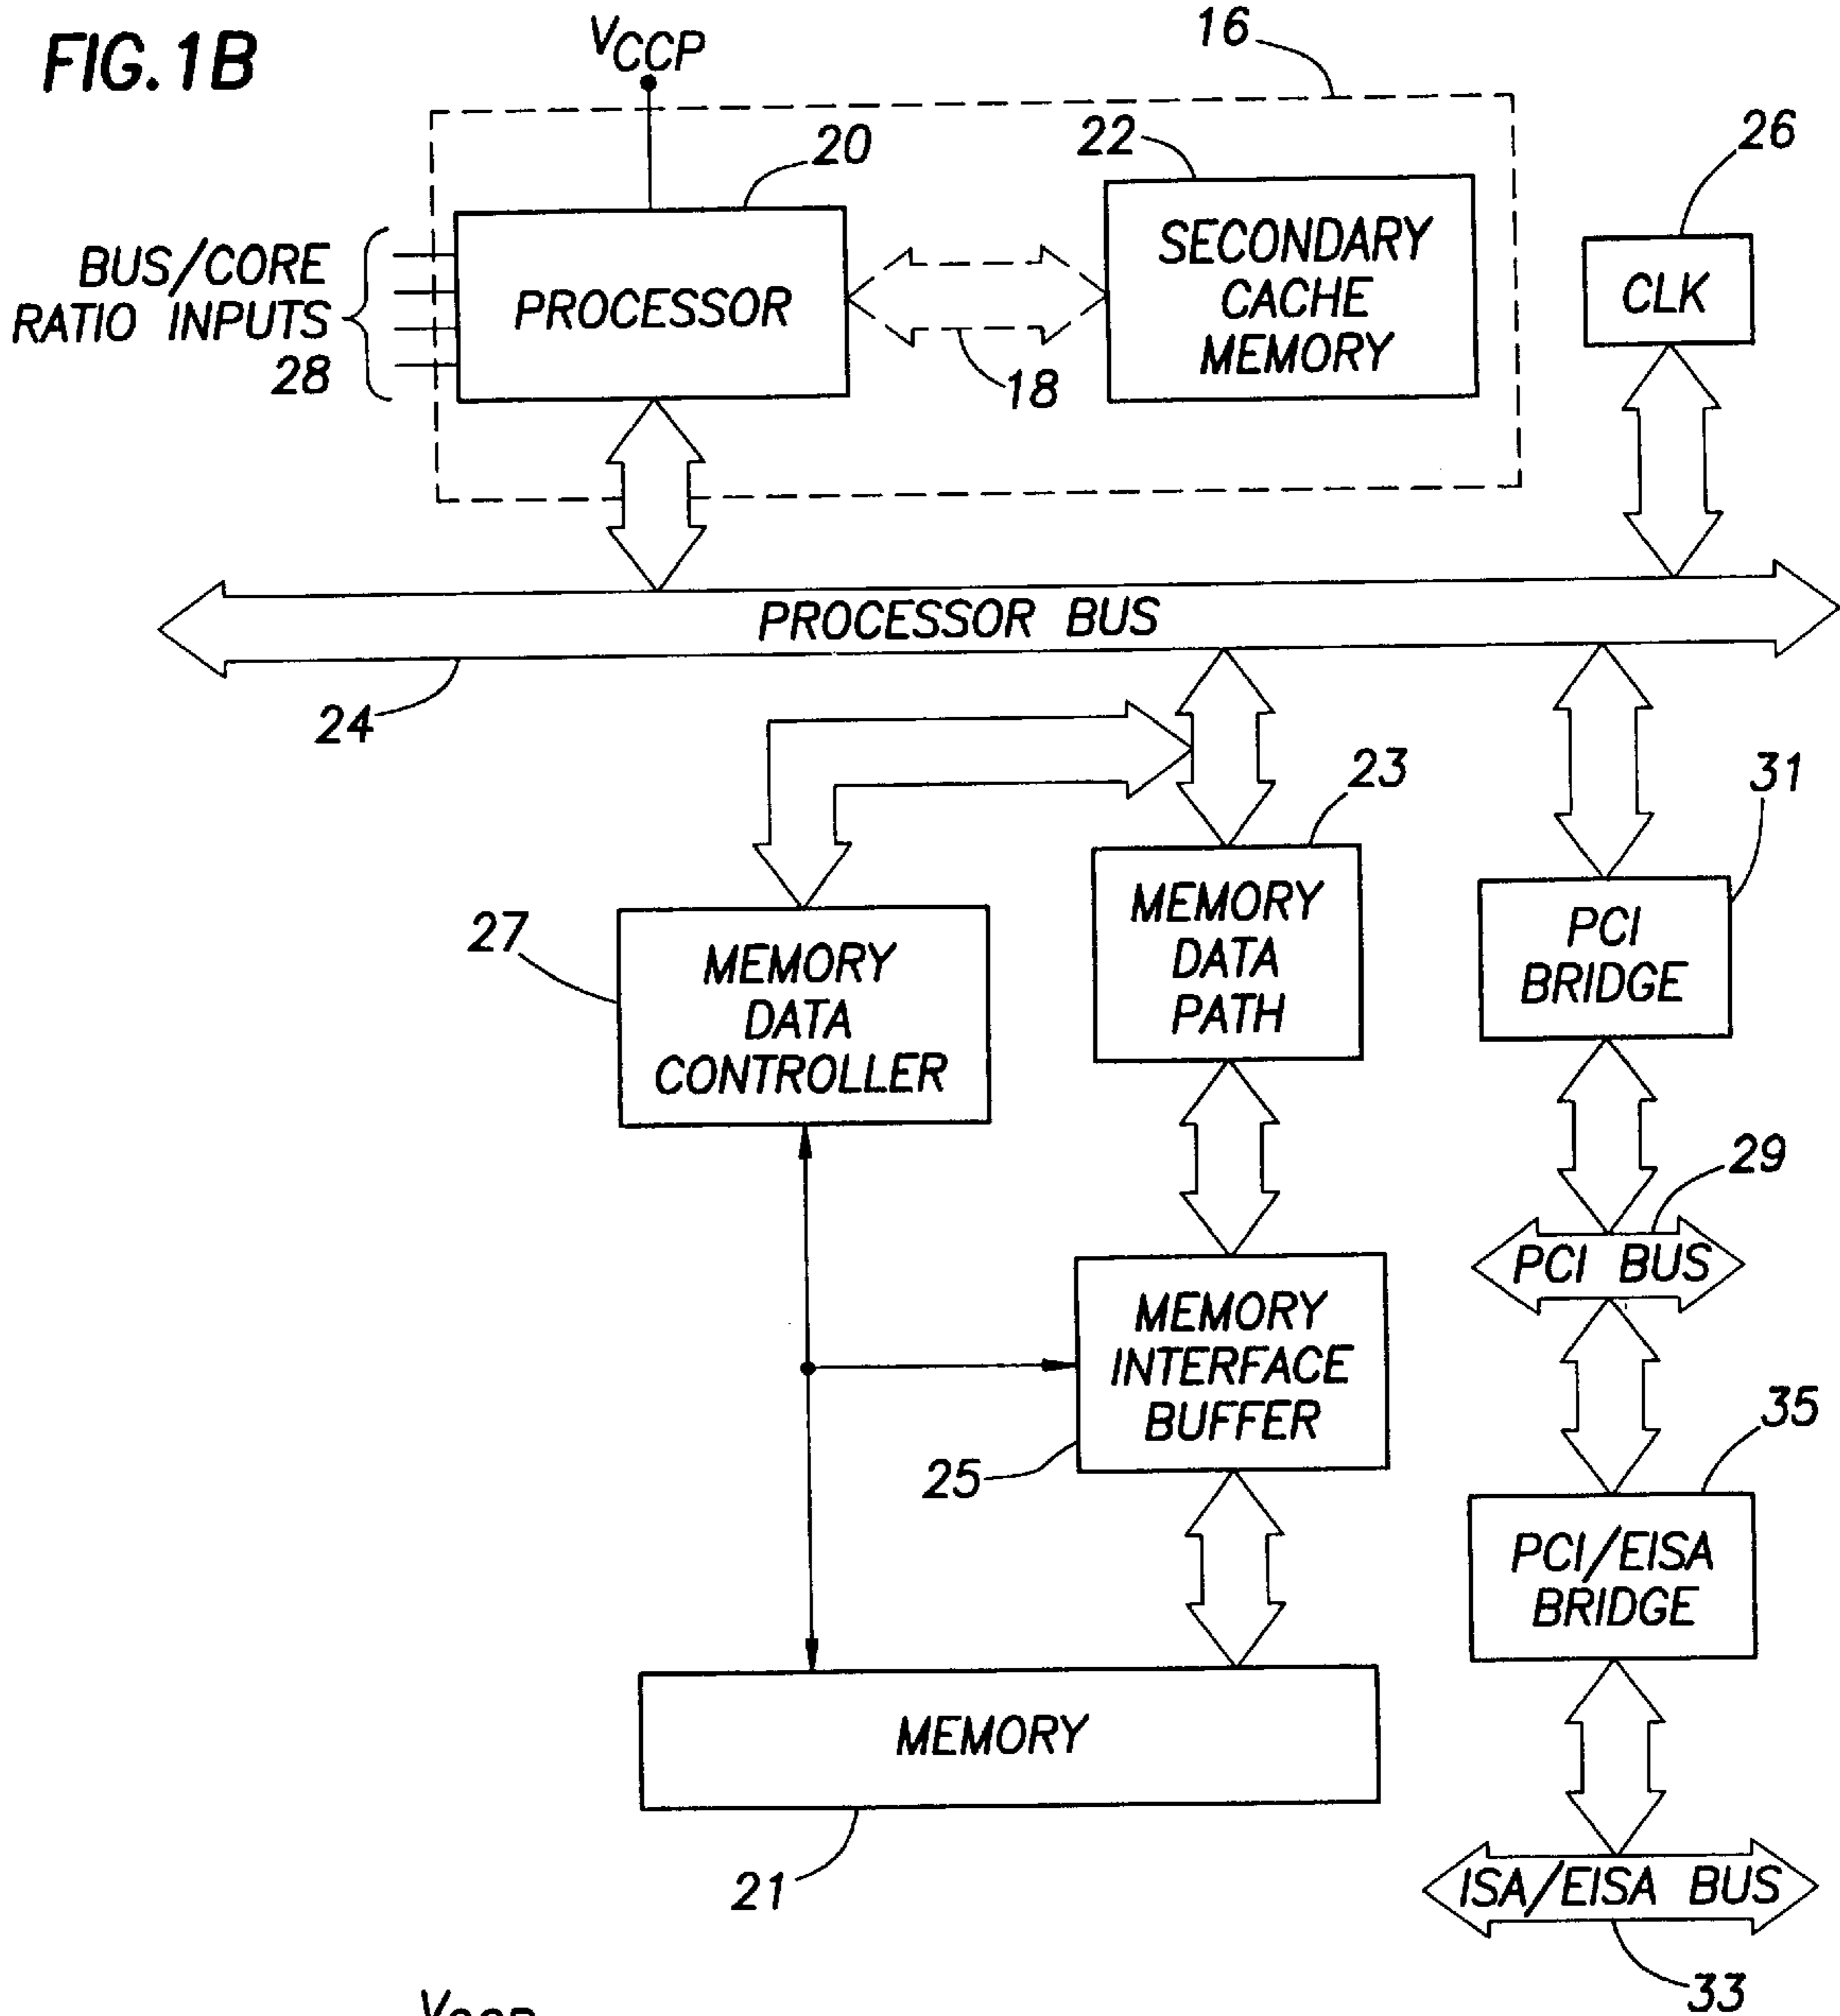 FIG. 1B
VCCP
16
20
22
26
BUS/CORE
RATIO INPUTS
28
PROCESSOR
18
SECONDARY
CACHE
MEMORY
CLK
PROCESSOR BUS
24
23
31
27
MEMORY
DATA
CONTROLLER
MEMORY
DATA
PATH
PCI
BRIDGE
29
PCI BUS
MEMORY
INTERFACE
BUFFER
25
35
PCI/EISA
BRIDGE
MEMORY
21
ISA/EISA BUS
33
VCCP